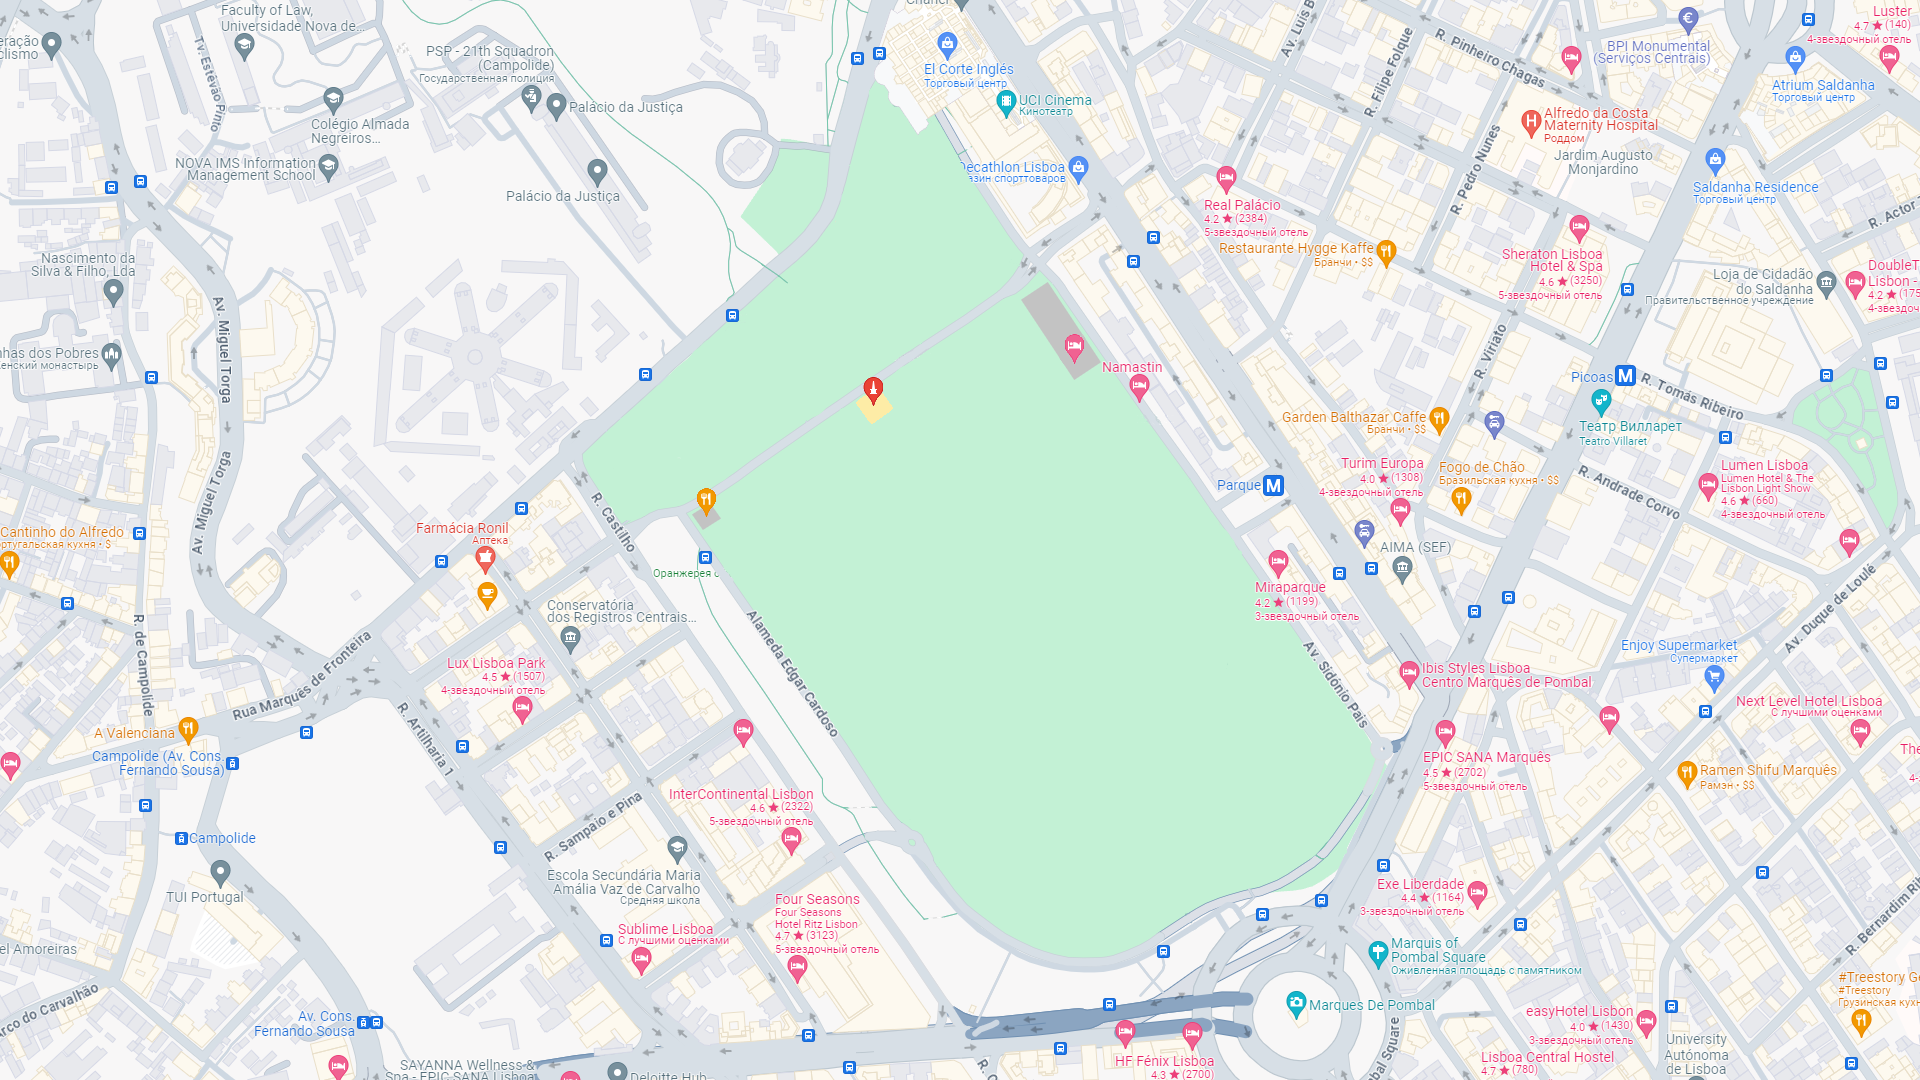 Faculty of Law,
Universidade Nova de...
Chanel
Luster
4.7 ★ (140)
4-звездочный отель
R. Pinheiro Chagas
BPI Monumental
(Serviços Centrais)
PSP - 21th Squadron
(Campolide)
Государственная полиция
El Corte Inglés
Торговый центр
Av. Luís B
R. Filipe Folque
Tv. Estêvão Pinto
Atrium Saldanha
Торговый центр
UCI Cinema
Кинотеатр
Palácio da Justiça
Alfredo da Costa
Maternity Hospital
Роддом
Colégio Almada
Negreiros...
NOVA IMS Information
Management School
Decathlon Lisboa
азин спорттоваров
R. Pedro Nunes
Jardim Augusto
Monjardino
Saldanha Residence
Торговый центр
Palácio da Justiça
Real Palácio
4.2 ★ (2384)
5-звездочный отель
R. Actor
Restaurante Hygge Kaffe
Бранчи • $$
Sheraton Lisboa
Hotel & Spa
4.6 ★ (3250)
5-звездочный отель
Nascimento da
Silva & Filho, Lda
Loja de Cidadão
do Saldanha
Правительственное учреждение
DoubleT
Lisbon -
4.2 ★ (175
4-звездо
Av. Miguel Torga
nhas dos Pobres
женский монастырь
R. Viriato
Namastin
Picoas
R. Tomás Ribeiro
Garden Balthazar Caffe
Бранчи • $$
Театр Вилларет
Teatro Villaret
Turim Europa
4.0 ★ (1308)
4-звездочный отель
Fogo de Chão
Бразильская кухня • $$
Lumen Lisboa
Lumen Hotel & The
Lisbon Light Show
4.6 ★ (660)
4-звездочный отель
R. Andrade Corvo
Parque
Av. Miguel Torga
R. Castilho
Cantinho do Alfredo
ортугальская кухня • $
Farmácia Ronil
Аптека
AIMA (SEF)
Оранжерея с
Miraparque
4.2 ★ (1199)
3-звездочный отель
Av. Duque de Loulé
Conservatória
dos Registros Centrais...
R. de Campolide
Alameda Edgar Cardoso
Rua Marquês de Fronteira
Lux Lisboa Park
4.5 ★ (1507)
4-звездочный отель
Av. Sidónio Pais
Ibis Styles Lisboa
Centro Marquês de Pombal
Enjoy Supermarket
Супермаркет
Next Level Hotel Lisboa
С лучшими оценками
A Valenciana
R. Artilharia 1
Campolide (Av. Cons.
Fernando Sousa)
EPIC SANA Marquês
4.5 ★ (2702)
5-звездочный отель
The
4-
Ramen Shifu Marquês
Рамэн • $$
InterContinental Lisbon
4.6 ★ (2322)
5-звездочный отель
R. Sampaio e Pina
Campolide
Escola Secundária Maria
Amália Vaz de Carvalho
Средняя школа
TUI Portugal
Four Seasons
Four Seasons
Hotel Ritz Lisbon
4.7 ★ (3123)
5-звездочный отель
Exe Liberdade
4.4 ★ (1164)
3-звездочный отель
R. Bernardim Rib
Sublime Lisboa
С лучшими оценками
el Amoreiras
Marquis of
Pombal Square
Оживленная площадь с памятником
#Treestory G
#Treestory
Грузинская кухн
Arco do Carvalhão
Marques De Pombal
easyHotel Lisbon
4.0 ★ (1430)
3-звездочный отель
Av. Cons.
Fernando Sousa
HF Fénix Lisboa
4.3 ★ (2700)
bal Square
Lisboa Central Hostel
4.7 ★ (780)
University
Autónoma
de Lisboa
SAYANNA Wellness &
Spa - EPIC SANA Lisboa
Deloitte Hub